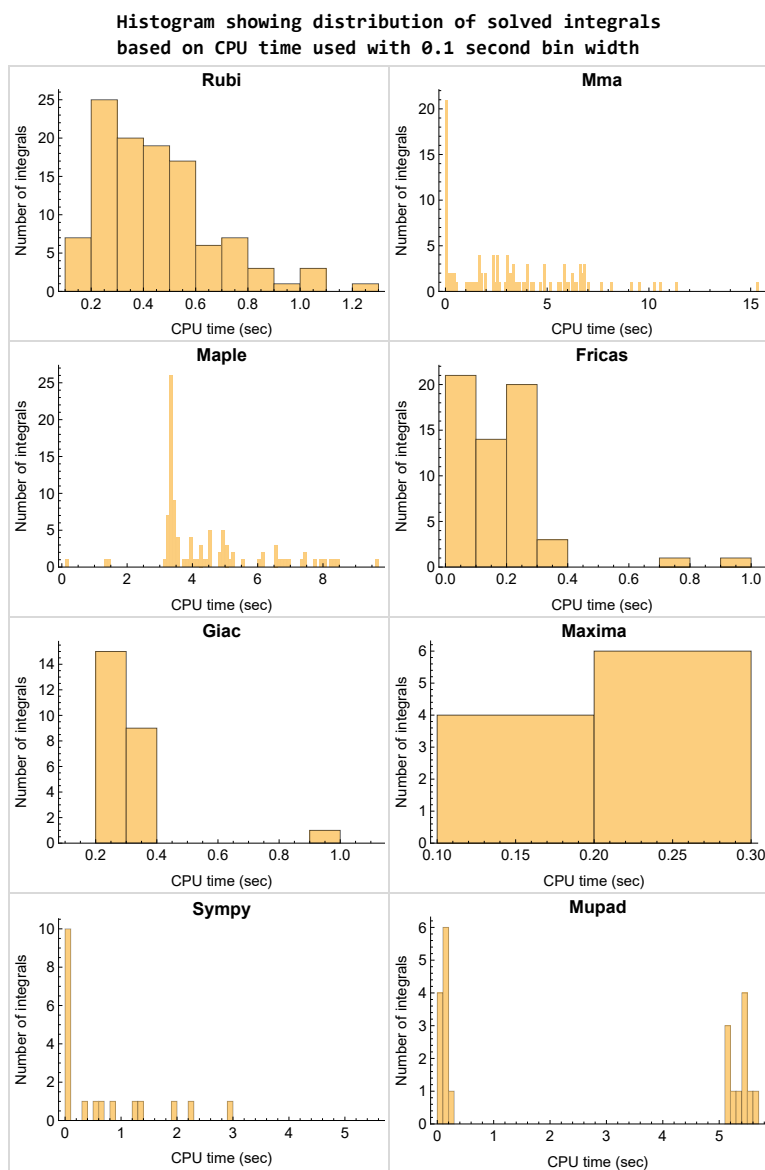 Histogram showing distribution of solved integrals
based on CPU time used with 0.1 second bin width
Rubi
Number of integrals
25
20
15
10
5
0
0.2 0.4 0.6 0.8 1.0 1.2
CPU time (sec)
Mma
Number of integrals
20
15
10
5
0
0 5 10 15
CPU time (sec)
Maple
Number of integrals
25
20
15
10
5
0
0 2 4 6 8
CPU time (sec)
Fricas
Number of integrals
20
15
10
5
0
0.0 0.2 0.4 0.6 0.8 1.0
CPU time (sec)
Giac
Number of integrals
14
12
10
8
6
4
2
0
0.2 0.4 0.6 0.8 1.0
CPU time (sec)
Maxima
Number of integrals
6
5
4
3
2
1
0
0.10 0.15 0.20 0.25 0.30
CPU time (sec)
Sympy
Number of integrals
10
8
6
4
2
0
0 1 2 3 4 5
CPU time (sec)
Mupad
Number of integrals
6
5
4
3
2
1
0
0 1 2 3 4 5
CPU time (sec)